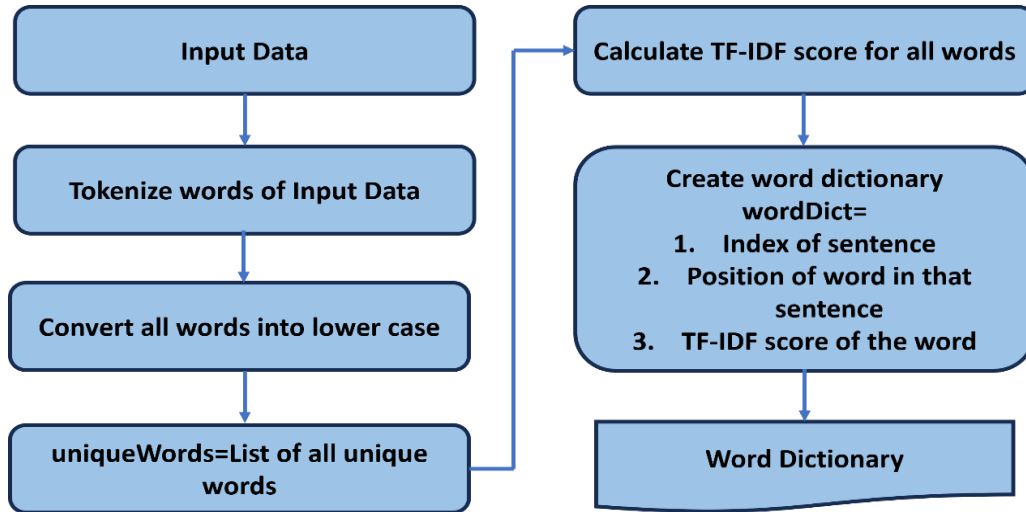 Input Data
Tokenize words of Input Data
Convert all words into lower case
uniqueWords=List of all unique
words
Calculate TF-IDF score for all words
Create word dictionary
wordDict=
1. Index of sentence
2. Position of word in that
sentence
3. TF-IDF score of the word
Word Dictionary